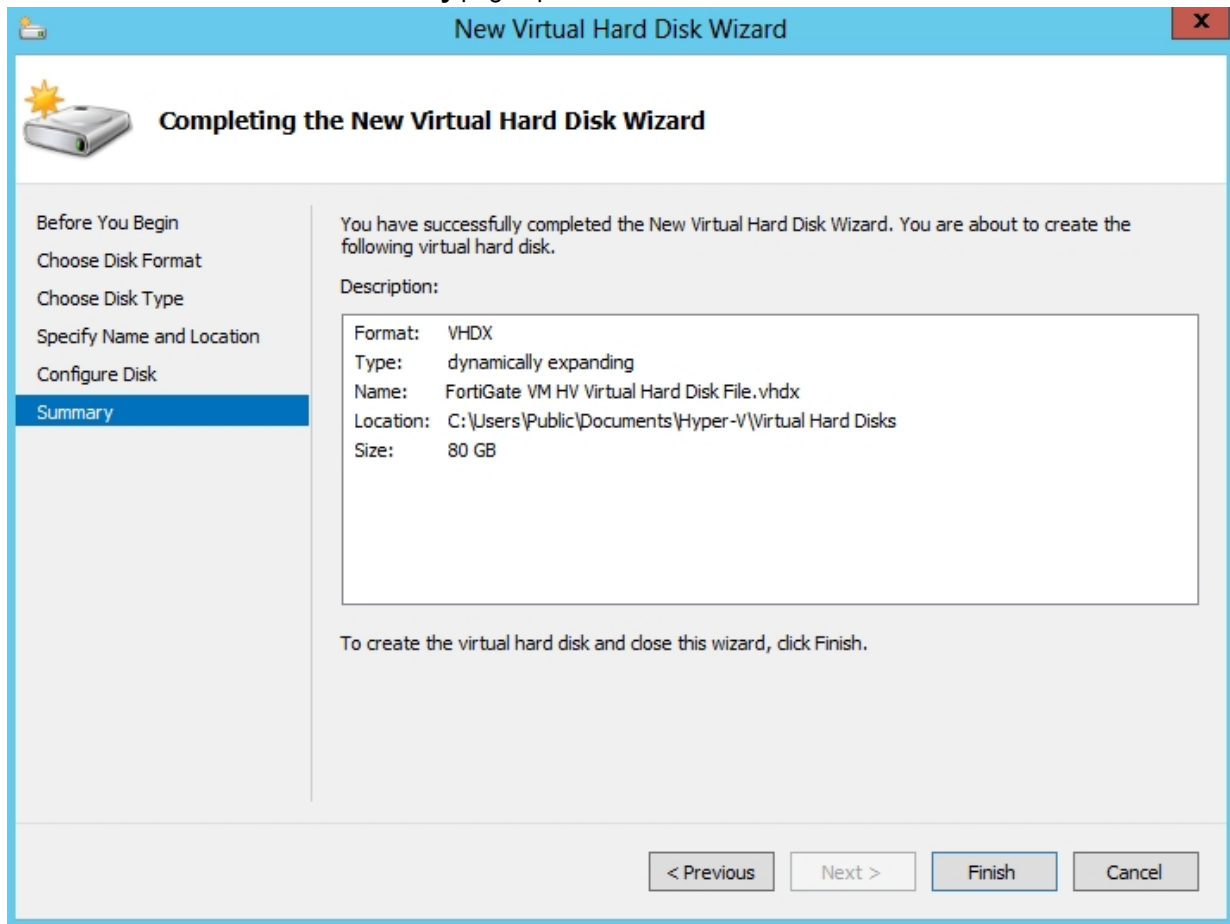 New Virtual Hard Disk Wizard
x
Completing the New Virtual Hard Disk Wizard
Before You Begin
Choose Disk Format
Choose Disk Type
Specify Name and Location
Configure Disk
Summary
You have successfully completed the New Virtual Hard Disk Wizard. You are about to create the
following virtual hard disk.
Description:
Format: VHDX
Type: dynamically expanding
Name: FortiGate VM HV Virtual Hard Disk File.vhdx
Location: C:\Users\Public\Documents\Hyper-V\Virtual Hard Disks
Size: 80 GB
To create the virtual hard disk and close this wizard, click Finish.
< Previous
Next >
Finish
Cancel